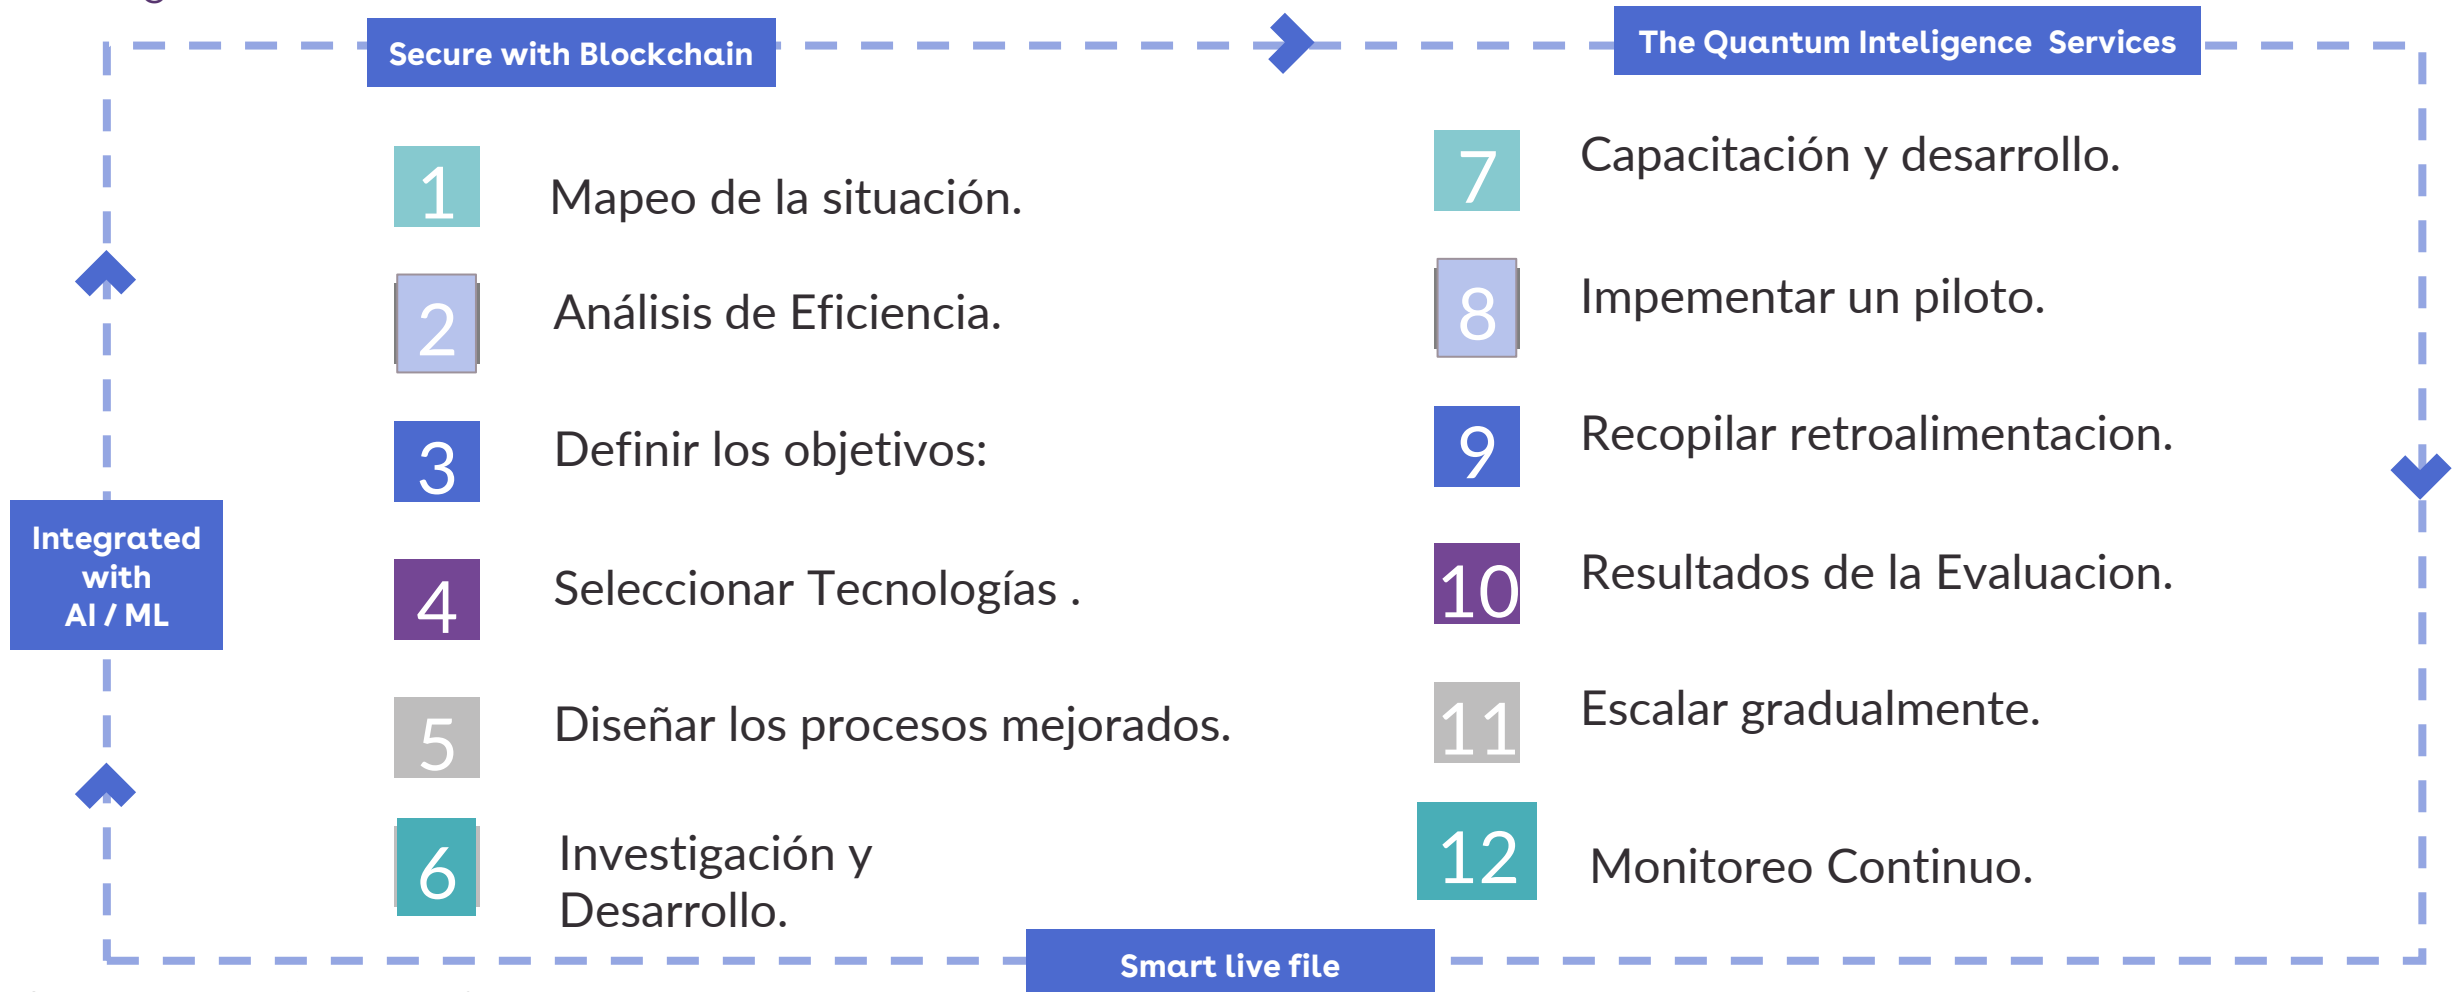 Secure with Blockchain
The Quantum Inteligence Services
1
Mapeo de la situación.
2
Análisis de Eficiencia.
3
Definir los objetivos:
4
Seleccionar Tecnologías .
5
Diseñar los procesos mejorados.
6
Investigación y
Desarrollo.
7
Capacitación y desarrollo.
8
Impementar un piloto.
9
Recopilar retroalimentacion.
10
Resultados de la Evaluacion.
11
Escalar gradualmente.
12
Monitoreo Continuo.
Integrated
with
AI / ML
Smart live file